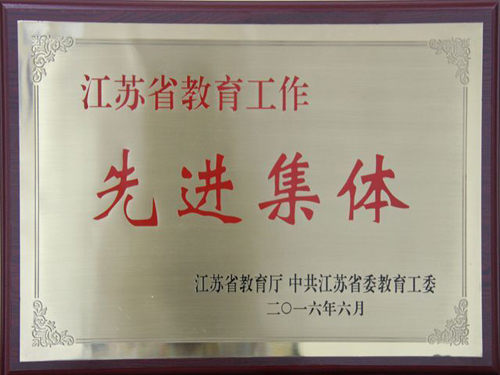 江苏省教育工作
先进集体
江苏省教育厅 中共江苏省委教育工委
二〇一六年六月